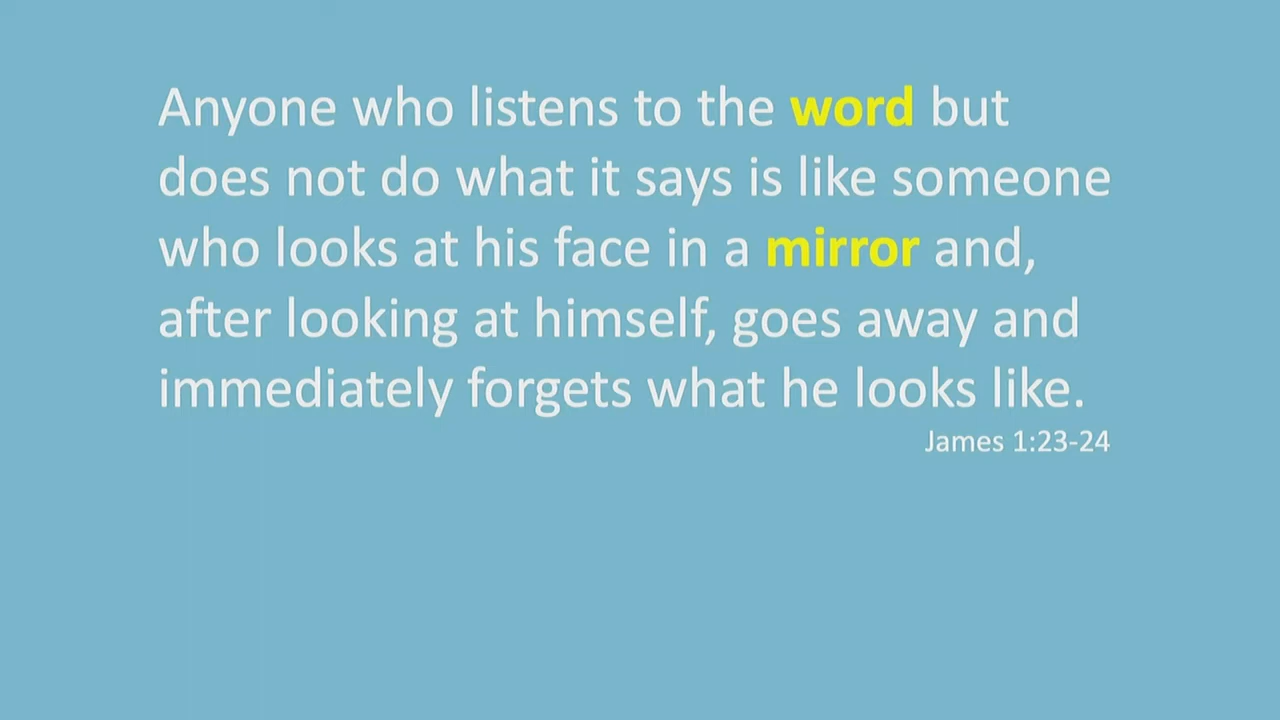 Anyone who listens to the word but
does not do what it says is like someone
who looks at his face in a mirror and,
after looking at himself, goes away and
immediately forgets what he looks like.
James 1:23-24